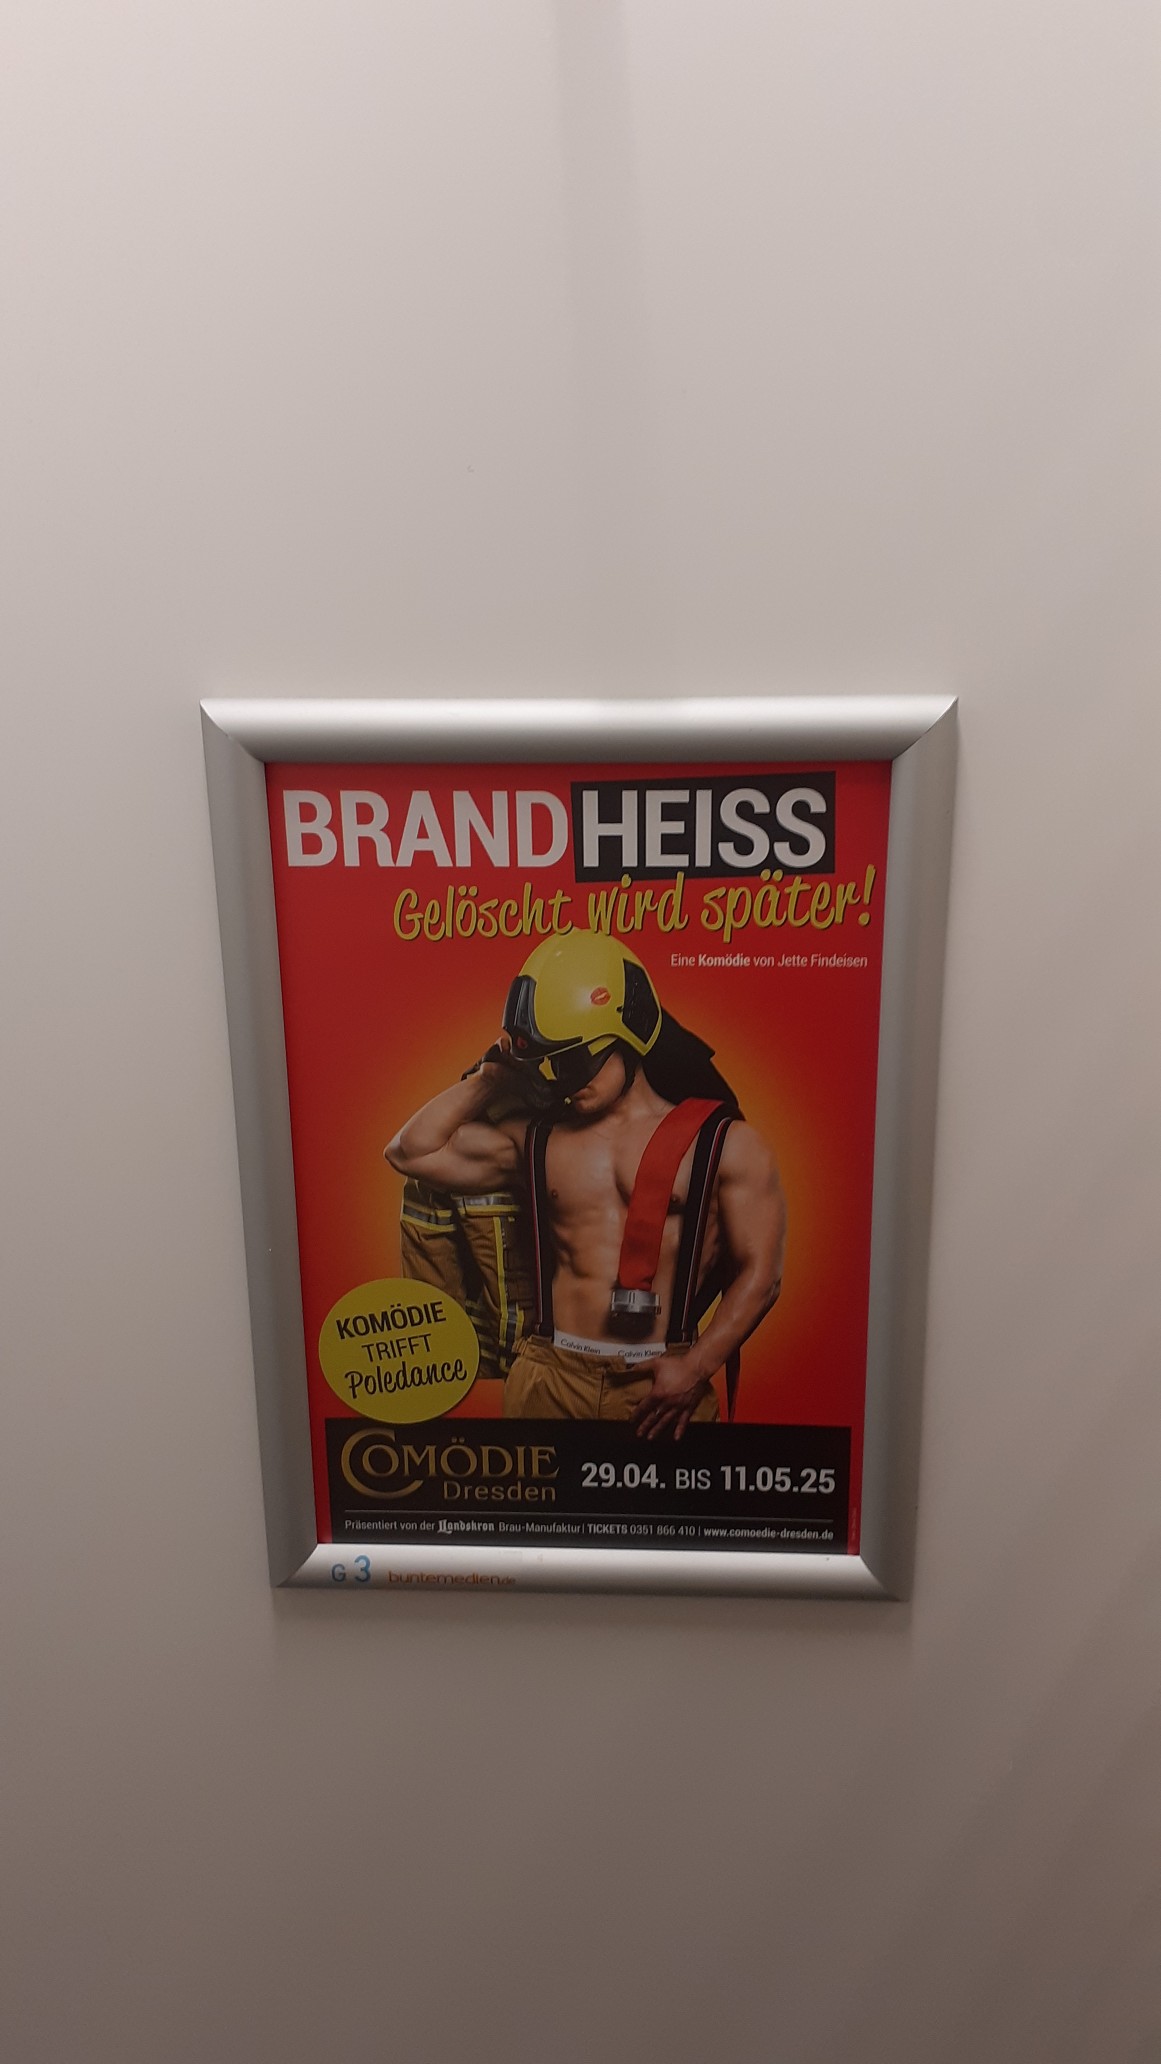 BRANDHEISS
Gelöscht wird später!
Eine Komödie von Jette Findeisen
Calvin Klein Calvin Klein
KOMÖDIE
TRIFFT
Poledance
COMÖDIE
Dresden
29.04. BIS 11.05.25
Präsentiert von der Landskron Brau-Manufaktur | TICKETS 0351 866 410 | www.comoedie-dresden.de
G 3 buntemedien.de